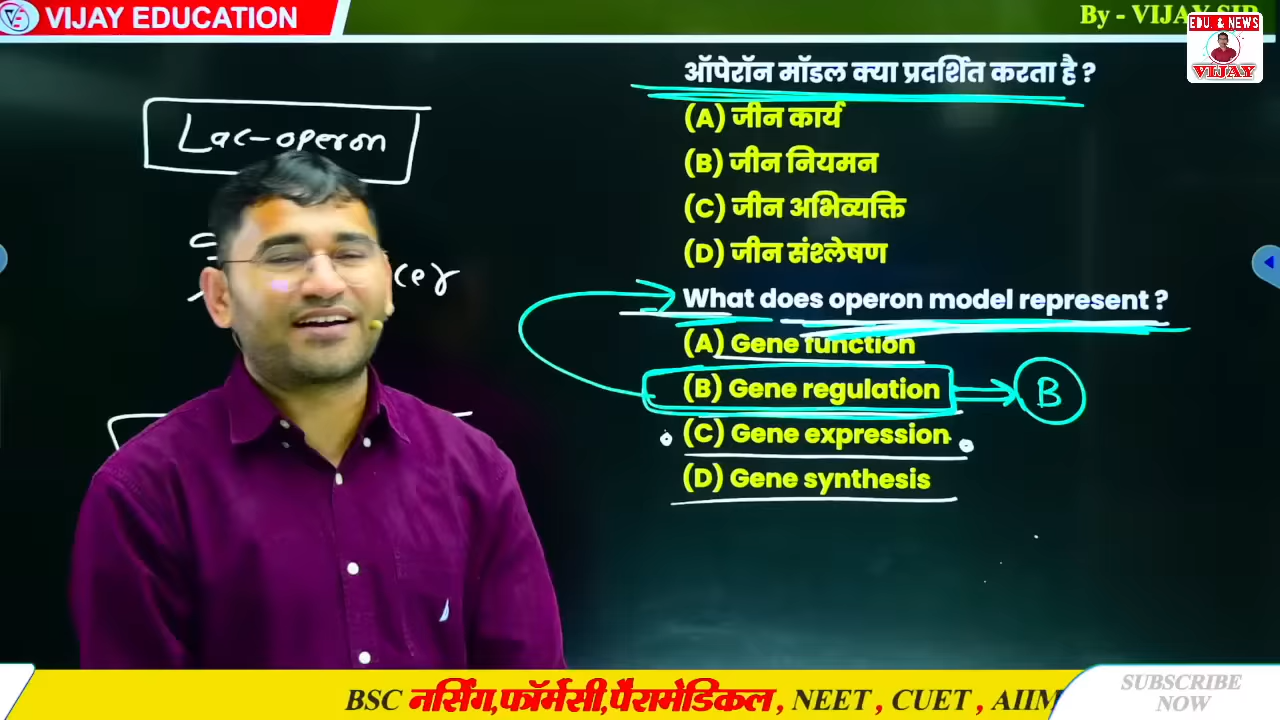 VIJAY EDUCATION
By - VIJAY SIR
EDU. & NEWS
VIJAY
Lac-operon
cer
ऑपेरॉन मॉडल क्या प्रदर्शित करता है ?
(A) जीन कार्य
(B) जीन नियमन
(C) जीन अभिव्यक्ति
(D) जीन संश्लेषण
What does operon model represent ?
(A) Gene function
(B) Gene regulation
B
(C) Gene expression
(D) Gene synthesis
BSC नर्सिंग,फॉर्मेसी,पैरामेडिकल , NEET , CUET , AIIM
SUBSCRIBE
NOW